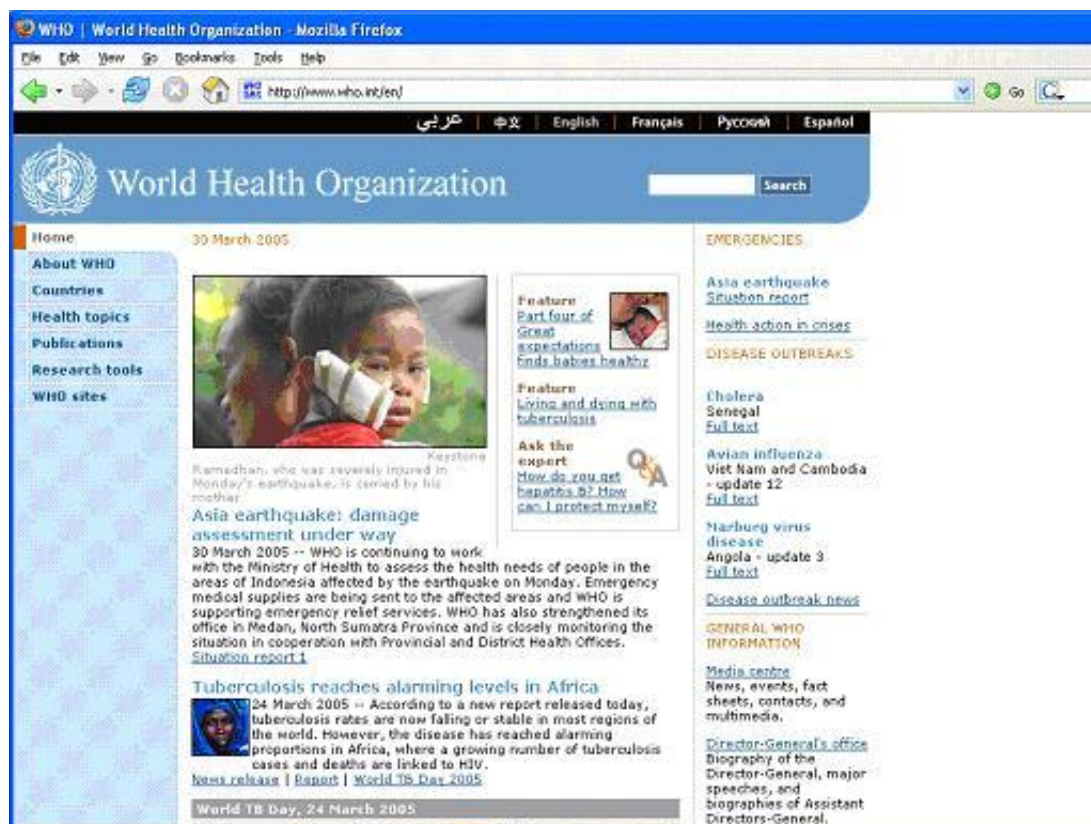 WHO | World Health Organization - Mozilla Firefox
File Edit View Go Bookmarks Tools Help
http://www.who.int/en/ Go
عربي | 中文 | English | Français | Русский | Español
World Health Organization
Search
Home
About WHO
Countries
Health topics
Publications
Research tools
WHO sites
30 March 2005
Keystone
Ramadhan, who was severely injured in
Monday's earthquake, is carried by his
mother
Asia earthquake: damage
assessment under way
30 March 2005 -- WHO is continuing to work
with the Ministry of Health to assess the health needs of people in the
areas of Indonesia affected by the earthquake on Monday. Emergency
medical supplies are being sent to the affected areas and WHO is
supporting emergency relief services. WHO has also strengthened its
office in Medan, North Sumatra Province and is closely monitoring the
situation in cooperation with Provincial and District Health Offices.
Situation report 1
Tuberculosis reaches alarming levels in Africa
24 March 2005 -- According to a new report released today,
tuberculosis rates are now falling or stable in most regions of
the world. However, the disease has reached alarming
proportions in Africa, where a growing number of tuberculosis
cases and deaths are linked to HIV.
News release | Report | World TB Day 2005
World TB Day, 24 March 2005
Feature
Part four of
Great
expectations
finds babies healthy
Feature
Living and dying with
tuberculosis
Ask the
expert
Q&A
How do you get
hepatitis B? How
can I protect myself?
EMERGENCIES
Asia earthquake
Situation report
Health action in crises
DISEASE OUTBREAKS
Cholera
Senegal
Full text
Avian influenza
Viet Nam and Cambodia
- update 12
Full text
Marburg virus
disease
Angola - update 3
Full text
Disease outbreak news
GENERAL WHO
INFORMATION
Media centre
News, events, fact
sheets, contacts, and
multimedia.
Director-General's office
Biography of the
Director-General, major
speeches, and
biographies of Assistant
Directors-General.